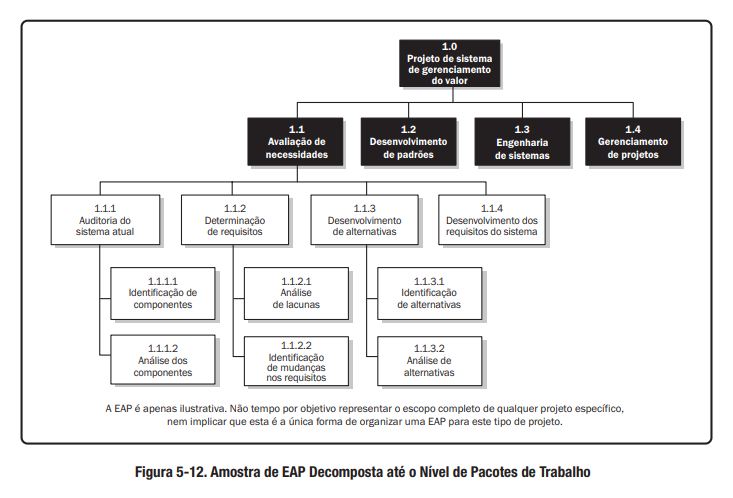 1.0
Projeto de sistema
de gerenciamento
do valor
1.1
Avaliação de
necessidades
1.2
Desenvolvimento
de padrões
1.3
Engenharia
de sistemas
1.4
Gerenciamento
de projetos
1.1.1
Auditoria do
sistema atual
1.1.2
Determinação
de requisitos
1.1.3
Desenvolvimento
de alternativas
1.1.4
Desenvolvimento dos
requisitos do sistema
1.1.1.1
Identificação de
componentes
1.1.2.1
Análise
de lacunas
1.1.3.1
Identificação
de alternativas
1.1.1.2
Análise dos
componentes
1.1.2.2
Identificação
de mudanças
nos requisitos
1.1.3.2
Análise de
alternativas
A EAP é apenas ilustrativa. Não tempo por objetivo representar o escopo completo de qualquer projeto específico,
nem implicar que esta é a única forma de organizar uma EAP para este tipo de projeto.
Figura 5-12. Amostra de EAP Decomposta até o Nível de Pacotes de Trabalho